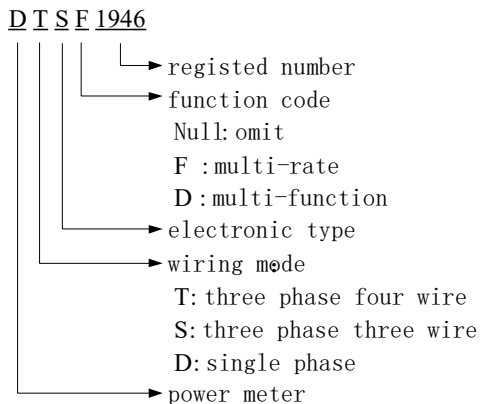 D T S F 1946
registed number
function code
Null: omit
F : multi-rate
D : multi-function
electronic type
wiring mode
T: three phase four wire
S: three phase three wire
D: single phase
power meter